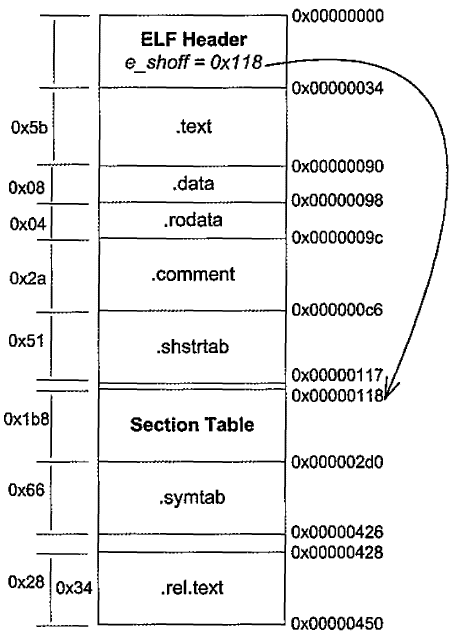 0x00000000
ELF Header
e_shoff = 0x118
0x00000034
0x5b
.text
0x00000090
0x08
.data
0x00000098
0x04
.rodata
0x0000009c
0x2a
.comment
0x000000c6
0x51
.shstrtab
0x00000117
0x00000118
0x1b8
Section Table
0x000002d0
0x66
.symtab
0x00000426
0x00000428
0x28
0x34
.rel.text
0x00000450